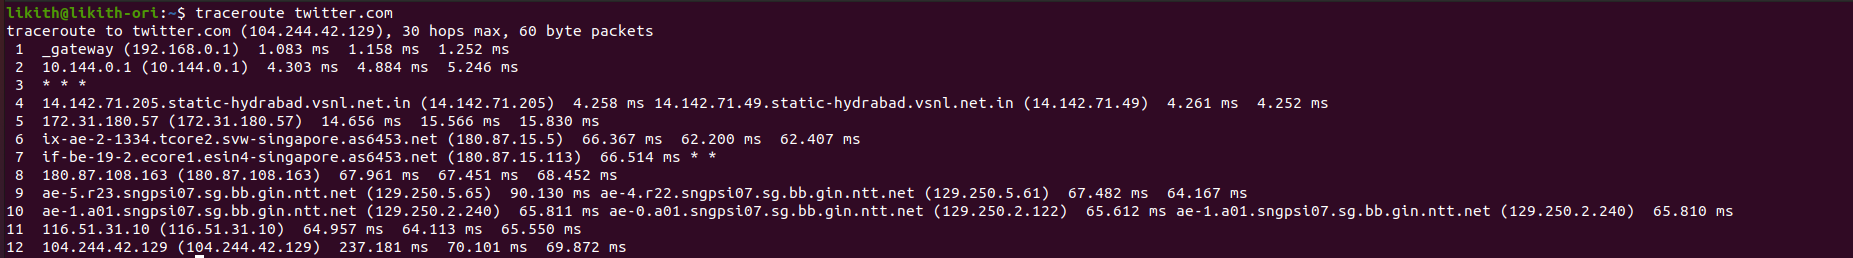 likith@likith-ori:~$ traceroute twitter.com
traceroute to twitter.com (104.244.42.129), 30 hops max, 60 byte packets
 1  _gateway (192.168.0.1)  1.083 ms  1.158 ms  1.252 ms
 2  10.144.0.1 (10.144.0.1)  4.303 ms  4.884 ms  5.246 ms
 3  * * *
 4  14.142.71.205.static-hydrabad.vsnl.net.in (14.142.71.205)  4.258 ms 14.142.71.49.static-hydrabad.vsnl.net.in (14.142.71.49)  4.261 ms  4.252 ms
 5  172.31.180.57 (172.31.180.57)  14.656 ms  15.566 ms  15.830 ms
 6  ix-ae-2-1334.tcore2.svw-singapore.as6453.net (180.87.15.5)  66.367 ms  62.200 ms  62.407 ms
 7  if-be-19-2.ecore1.esin4-singapore.as6453.net (180.87.15.113)  66.514 ms * *
 8  180.87.108.163 (180.87.108.163)  67.961 ms  67.451 ms  68.452 ms
 9  ae-5.r23.sngpsi07.sg.bb.gin.ntt.net (129.250.5.65)  90.130 ms ae-4.r22.sngpsi07.sg.bb.gin.ntt.net (129.250.5.61)  67.482 ms  64.167 ms
10  ae-1.a01.sngpsi07.sg.bb.gin.ntt.net (129.250.2.240)  65.811 ms ae-0.a01.sngpsi07.sg.bb.gin.ntt.net (129.250.2.122)  65.612 ms ae-1.a01.sngpsi07.sg.bb.gin.ntt.net (129.250.2.240)  65.810 ms
11  116.51.31.10 (116.51.31.10)  64.957 ms  64.113 ms  65.550 ms
12  104.244.42.129 (104.244.42.129)  237.181 ms  70.101 ms  69.872 ms